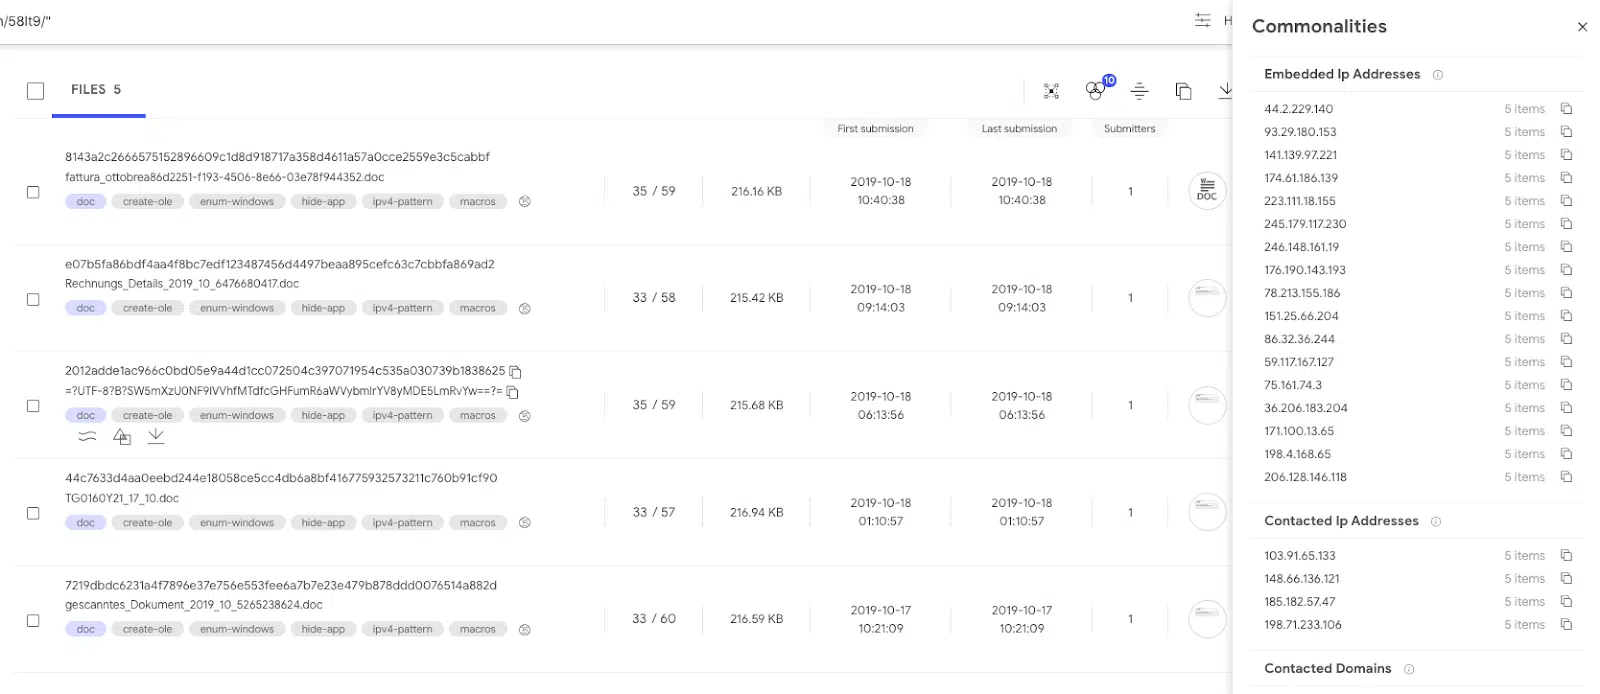 n/58lt9/"
FILES 5
10
First submission Last submission Submitters
8143a2c2666575152896609c1d8d918717a358d4611a57a0cce2559e3c5cabbf
fattura_ottobrea86d2251-f193-4506-8e66-03e78f944352.doc
doc create-ole enum-windows hide-app ipv4-pattern macros
35 / 59 216.16 KB 2019-10-18 10:40:38 2019-10-18 10:40:38 1 DOC
e07b5fa86bdf4aa4f8bc7edf123487456d4497beaa895cefc63c7cbbfa869ad2
Rechnungs_Details_2019_10_6476680417.doc
doc create-ole enum-windows hide-app ipv4-pattern macros
33 / 58 215.42 KB 2019-10-18 09:14:03 2019-10-18 09:14:03 1
2012adde1ac966c0bd05e9a44d1cc072504c397071954c535a030739b1838625
=?UTF-8?B?SW5mXzU0NF9IVVhfMTdfcGHFumR6aWVybmlrYV8yMDE5LmRvYw==?=
doc create-ole enum-windows hide-app ipv4-pattern macros
35 / 59 215.68 KB 2019-10-18 06:13:56 2019-10-18 06:13:56 1
44c7633d4aa0eebd244e18058ce5cc4db6a8bf416775932573211c760b91cf90
TG0160Y21_17_10.doc
doc create-ole enum-windows hide-app ipv4-pattern macros
33 / 57 216.94 KB 2019-10-18 01:10:57 2019-10-18 01:10:57 1
7219dbdc6231a4f7896e37e756e553fee6a7b7e23e479b878ddd0076514a882d
gescanntes_Dokument_2019_10_5265238624.doc
doc create-ole enum-windows hide-app ipv4-pattern macros
33 / 60 216.59 KB 2019-10-17 10:21:09 2019-10-17 10:21:09 1
Commonalities
Embedded Ip Addresses
44.2.229.140 5 items
93.29.180.153 5 items
141.139.97.221 5 items
174.61.186.139 5 items
223.111.18.155 5 items
245.179.117.230 5 items
246.148.161.19 5 items
176.190.143.193 5 items
78.213.155.186 5 items
151.25.66.204 5 items
86.32.36.244 5 items
59.117.167.127 5 items
75.161.74.3 5 items
36.206.183.204 5 items
171.100.13.65 5 items
198.4.168.65 5 items
206.128.146.118 5 items
Contacted Ip Addresses
103.91.65.133 5 items
148.66.136.121 5 items
185.182.57.47 5 items
198.71.233.106 5 items
Contacted Domains